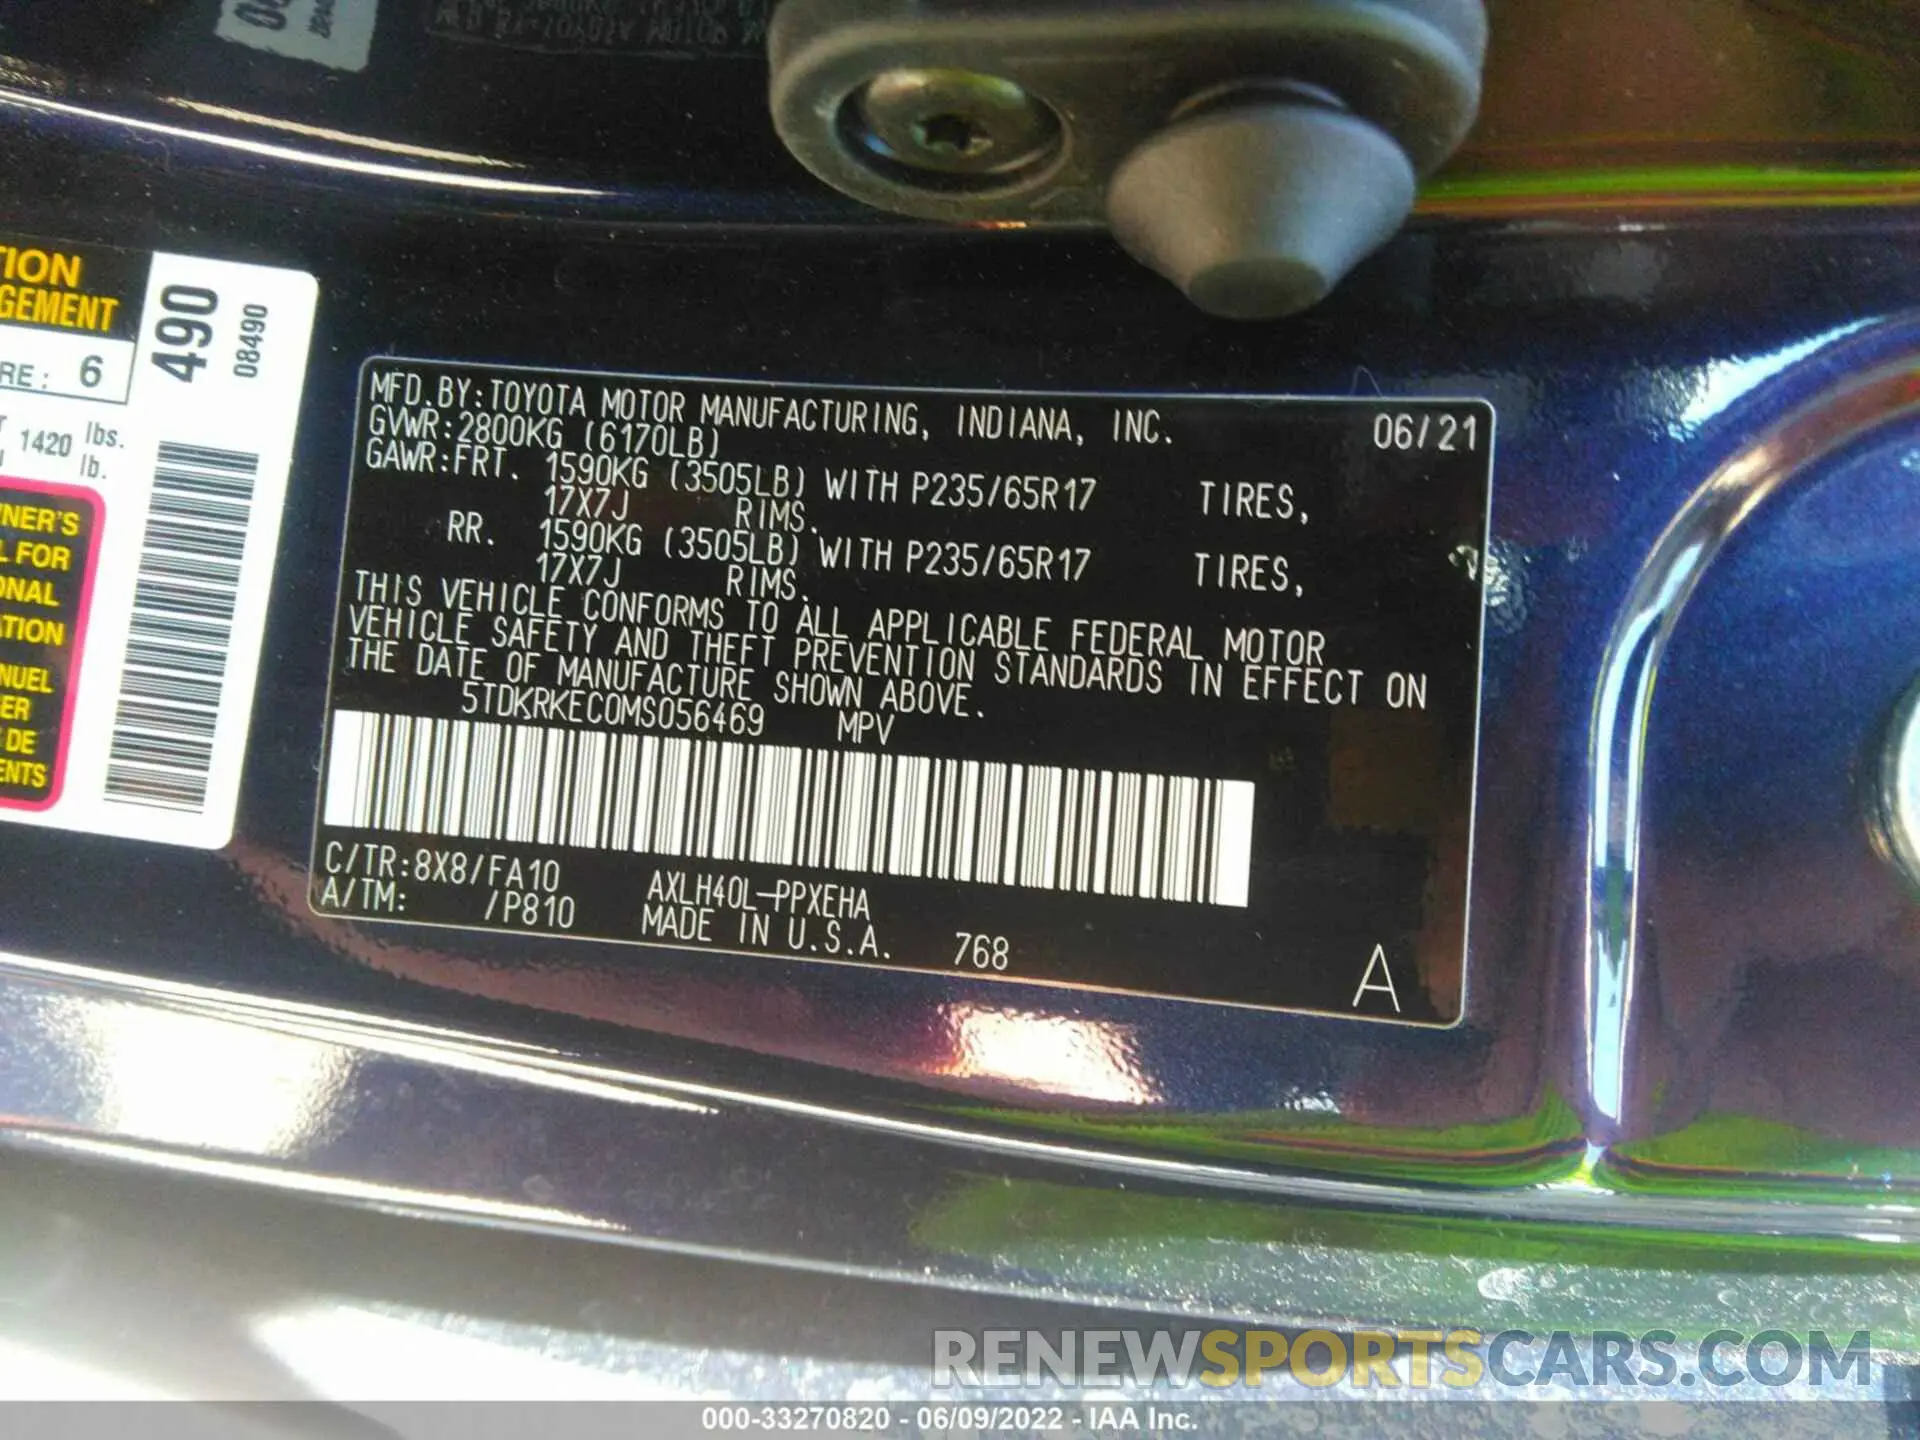 TION
GEMENT
RE: 6
1420 lbs.
lb.
490
08490
NER'S
L FOR
ONAL
ATION
NUEL
ER
DE
ENTS
MFD.BY:TOYOTA MOTOR MANUFACTURING, INDIANA, INC. 06/21
GVWR:2800KG (6170LB)
GAWR:FRT. 1590KG (3505LB) WITH P235/65R17 TIRES,
17X7J RIMS.
RR. 1590KG (3505LB) WITH P235/65R17 TIRES,
17X7J RIMS.
THIS VEHICLE CONFORMS TO ALL APPLICABLE FEDERAL MOTOR
VEHICLE SAFETY AND THEFT PREVENTION STANDARDS IN EFFECT ON
THE DATE OF MANUFACTURE SHOWN ABOVE.
5TDKRKEC0MS056469 MPV
C/TR:8X8/FA10 AXLH40L-PPXEHA
A/TM: /P810 MADE IN U.S.A. 768
A
RENEWSPORTSCARS.COM
000-33270820 - 06/09/2022 - IAA Inc.